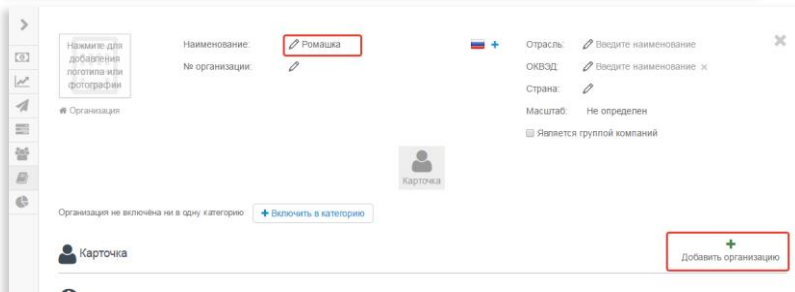 Нажмите для
добавления
логотипа или
фотографии
Организация
Наименование: Ромашка
№ организации:
Отрасль: Введите наименование
ОКВЭД: Введите наименование
Страна:
Масштаб: Не определен
Является группой компаний
Карточка
Организация не включёна ни в одну категорию
Включить в категорию
Карточка
Добавить организацию